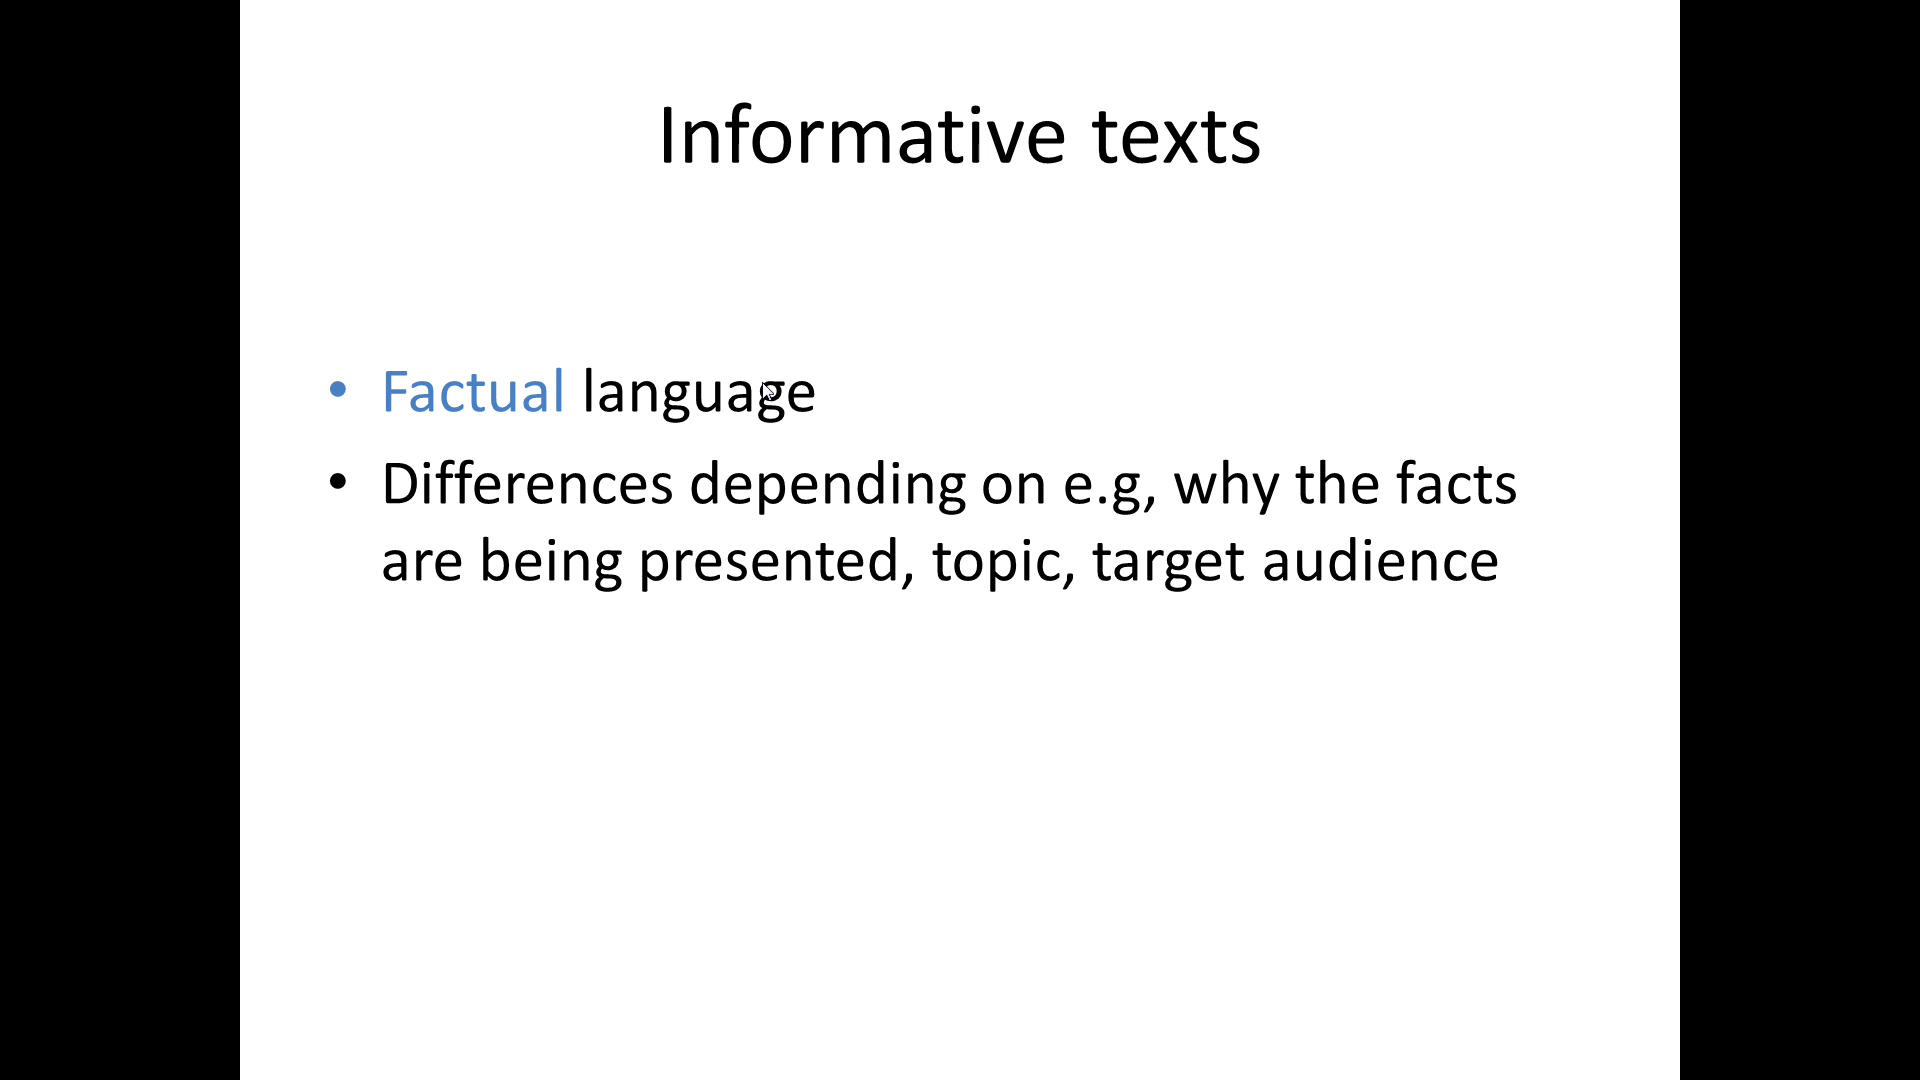 Informative texts
• Factual language
• Differences depending on e.g, why the facts
are being presented, topic, target audience